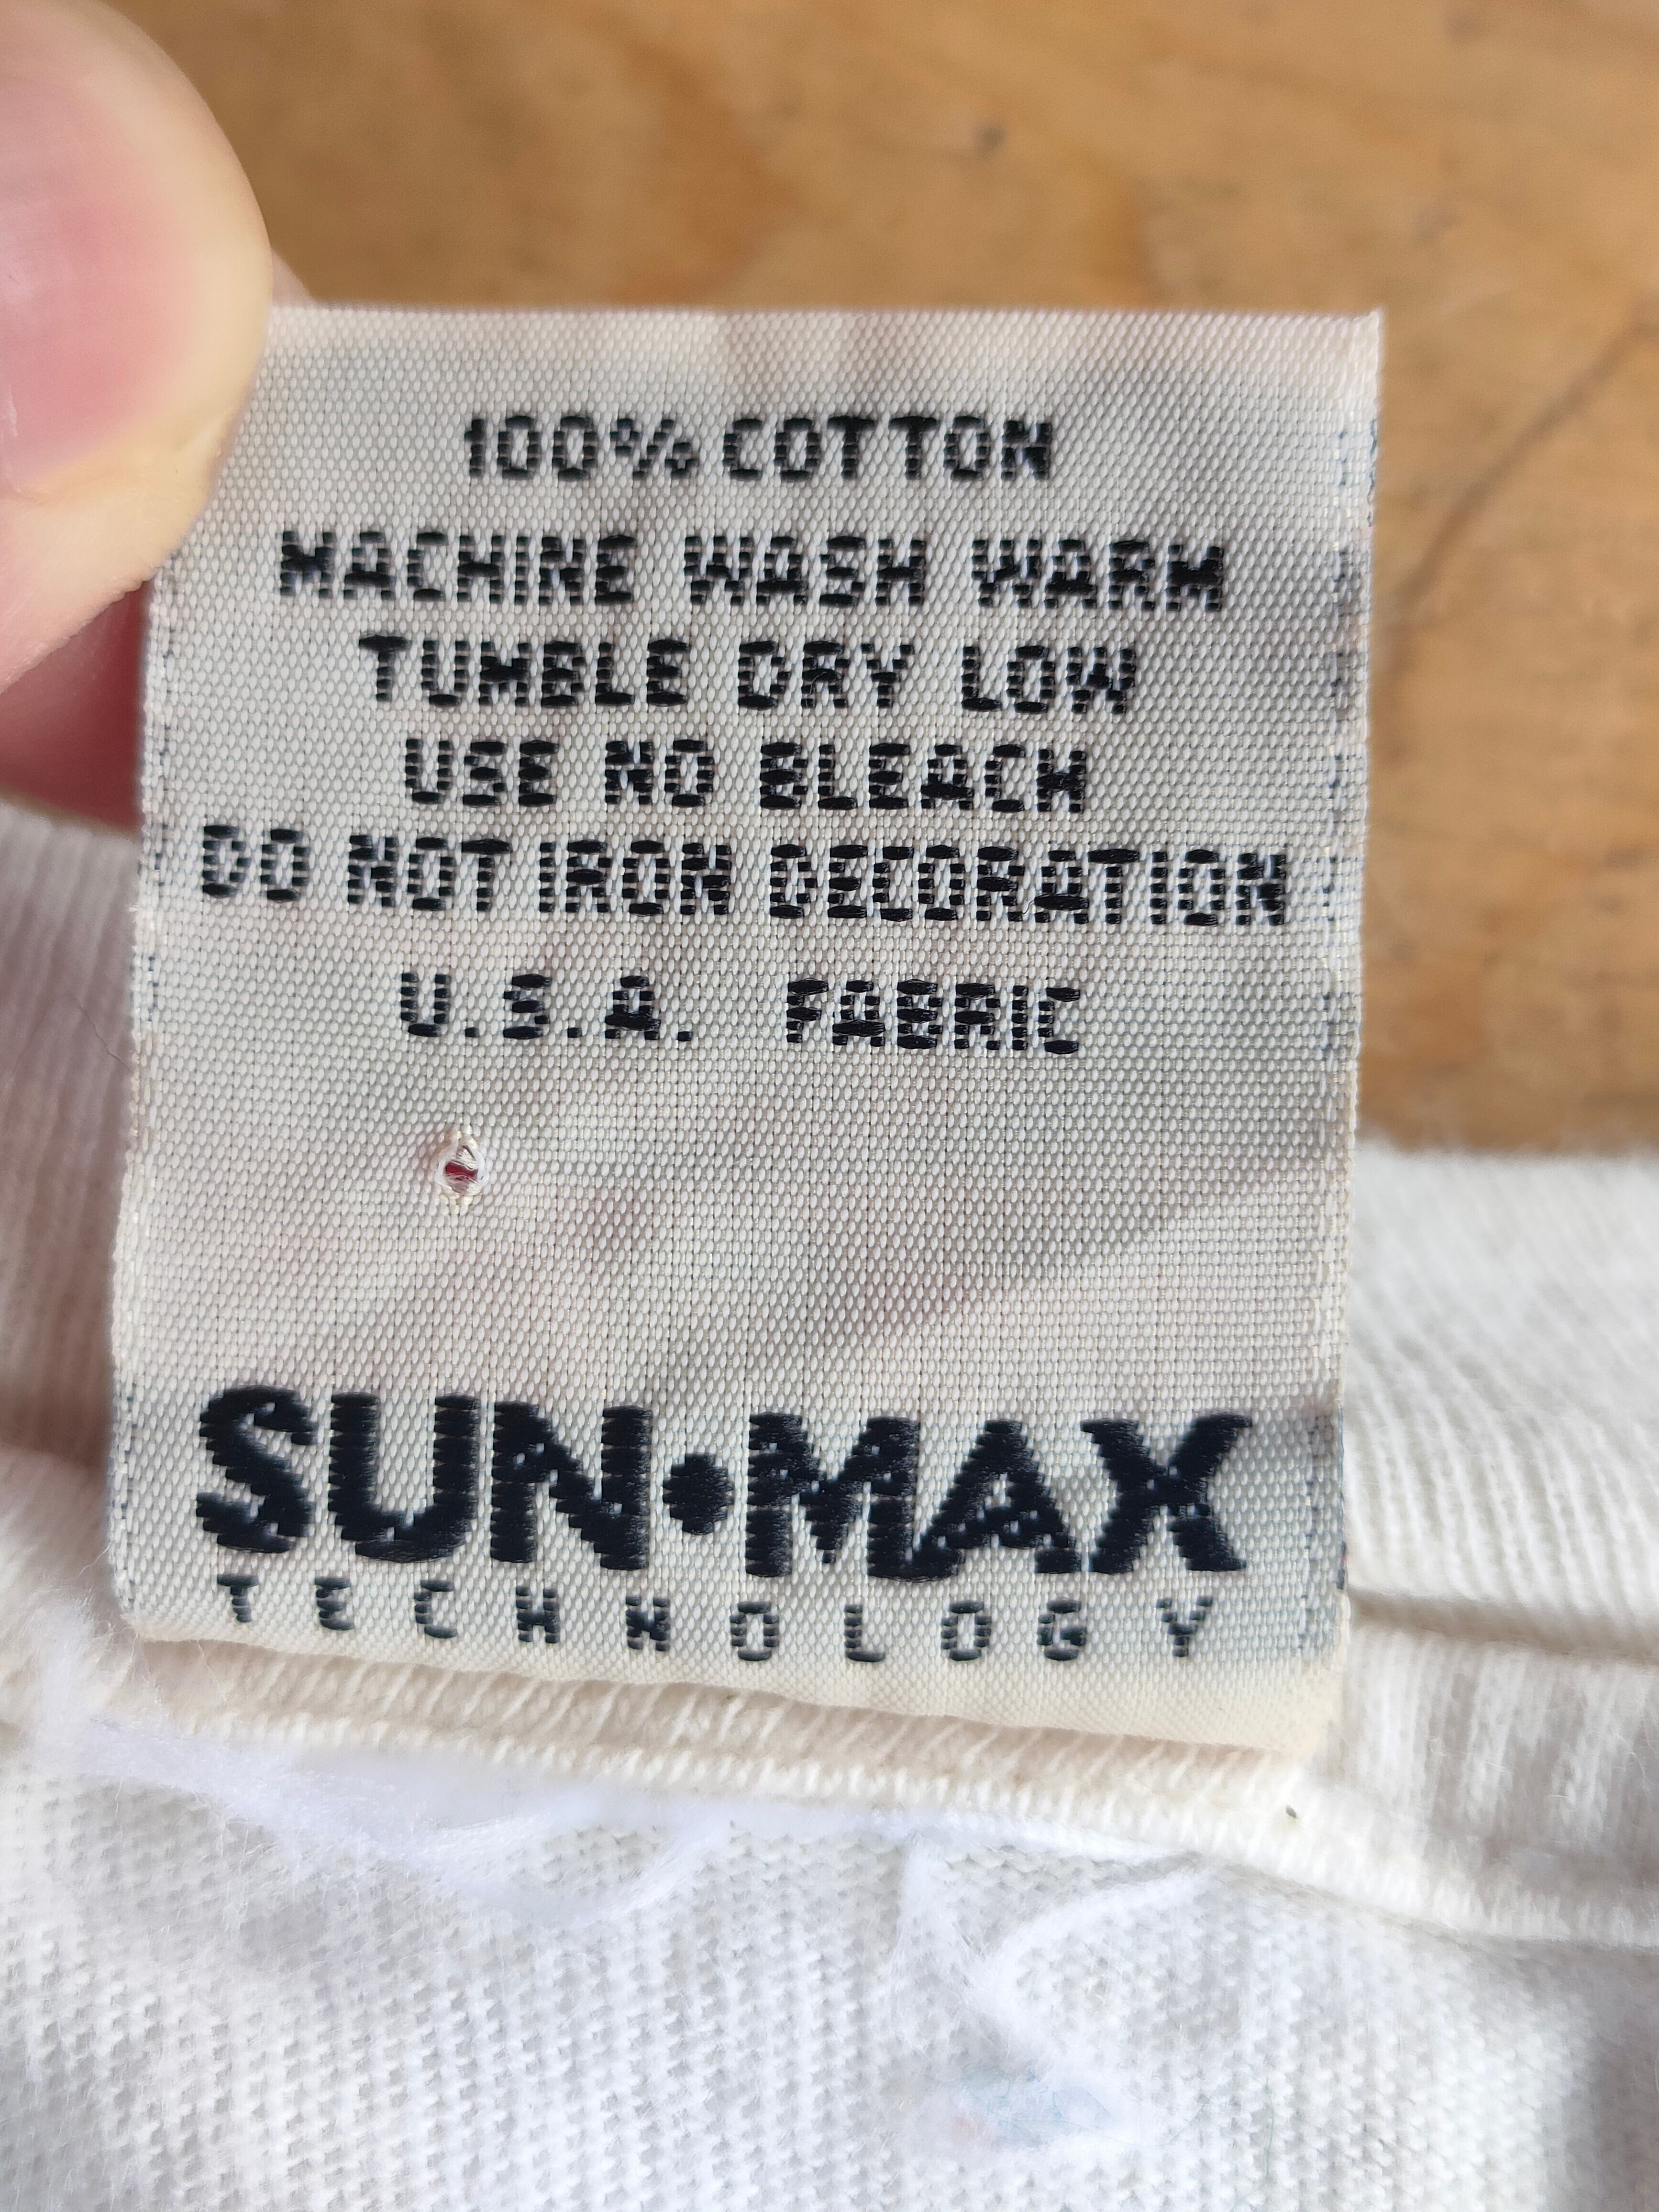 100% COTTON
MACHINE WASH WARM
TUMBLE DRY LOW
USE NO BLEACH
DO NOT IRON DECORATION
U.S.A. FABRIC
SUN•MAX
TECHNOLOGY